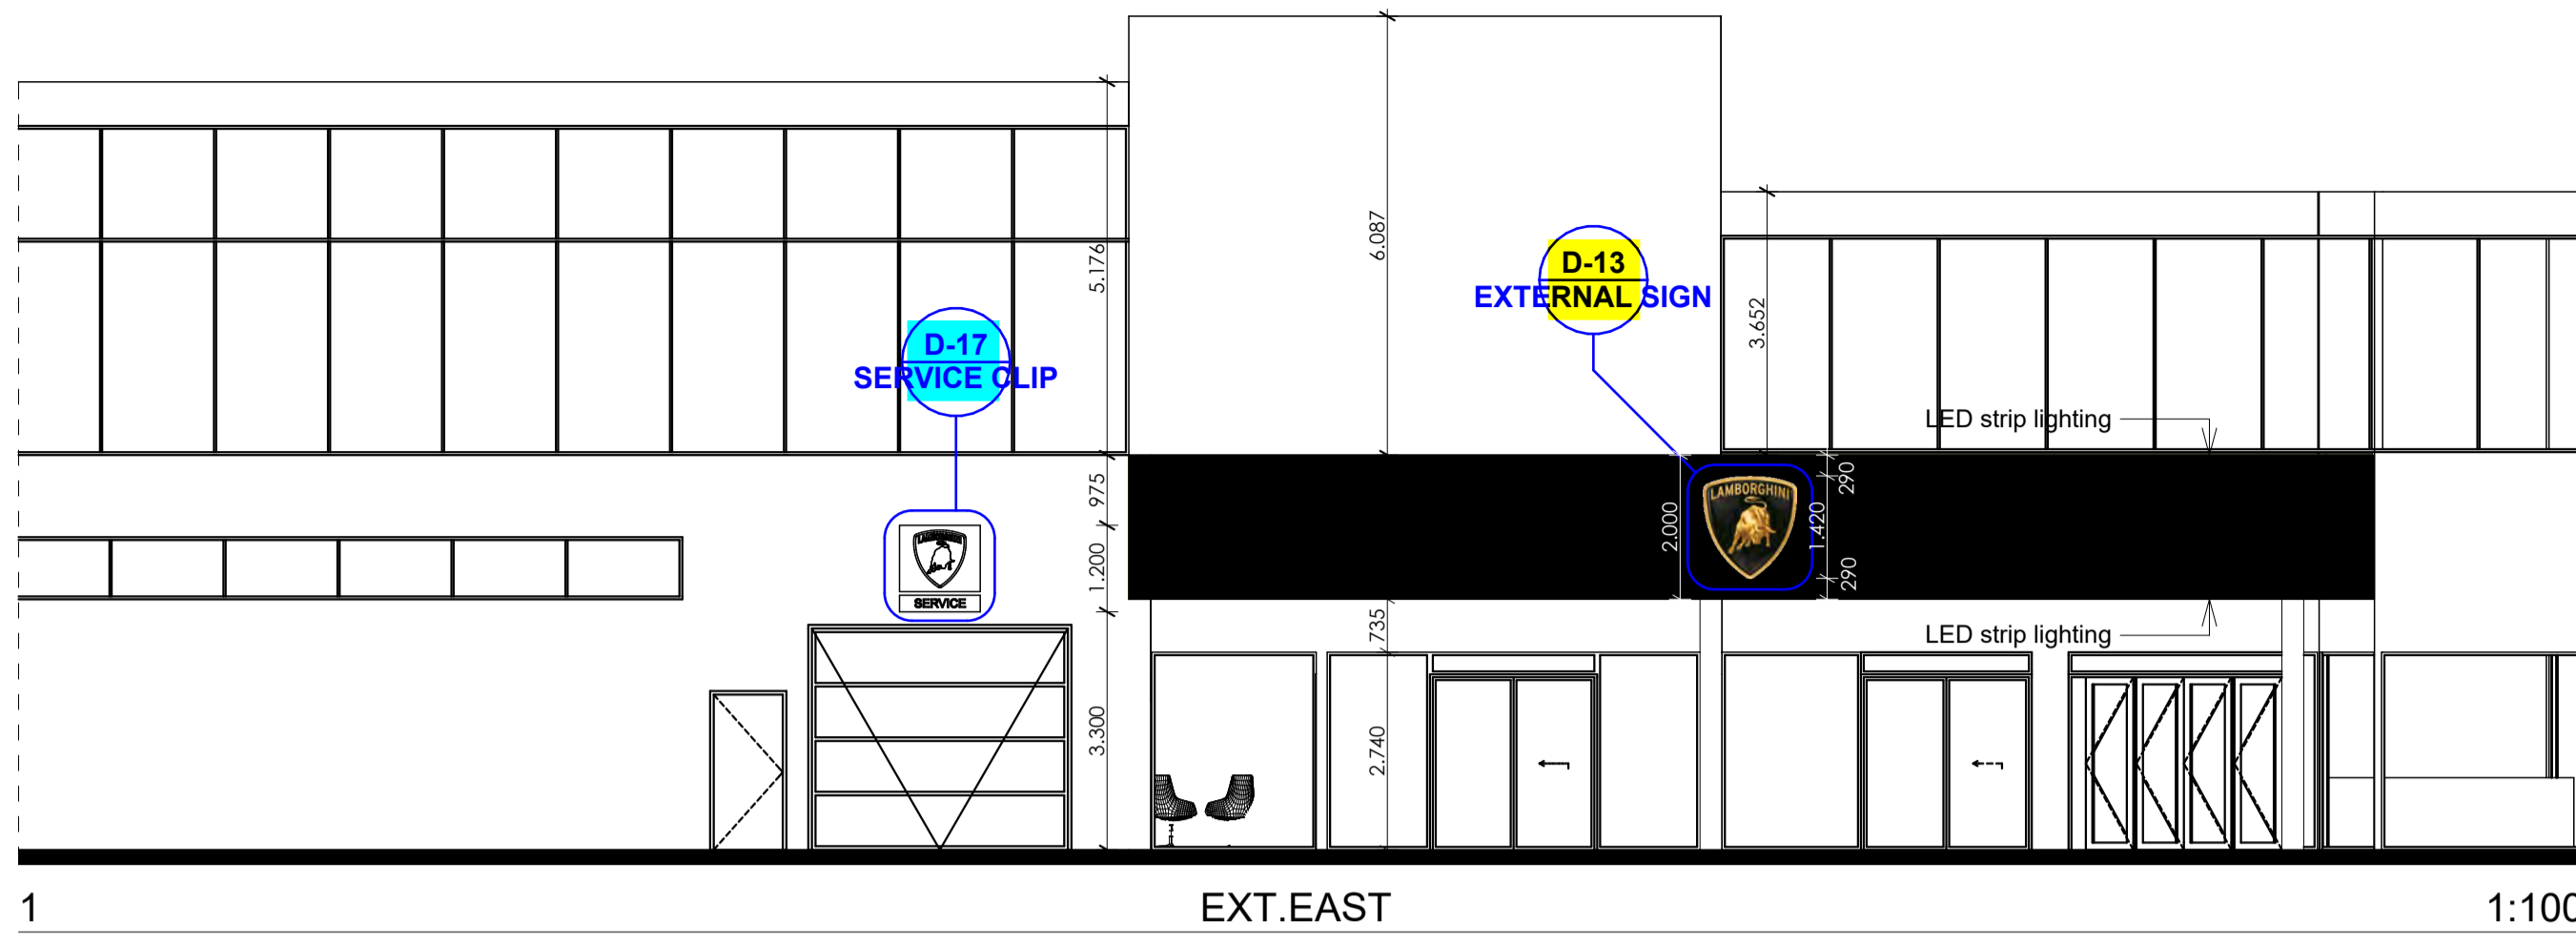 6.087
5.176
D-13
EXTERNAL SIGN
3.652
D-17
SERVICE CLIP
LED strip lighting
975
290
LAMBORGHINI
2.000
1.420
1.200
LAMBORGHINI
290
SERVICE
735
LED strip lighting
3.300
2.740
1
EXT.EAST
1:100